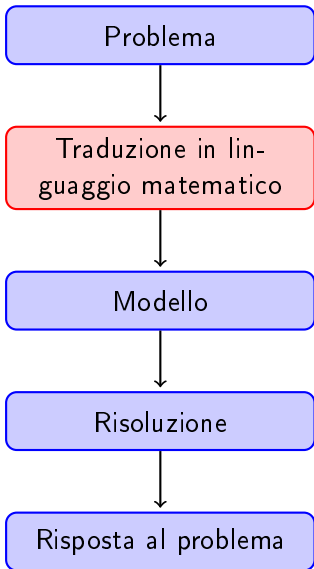 Problema
Traduzione in lin-
guaggio matematico
Modello
Risoluzione
Risposta al problema